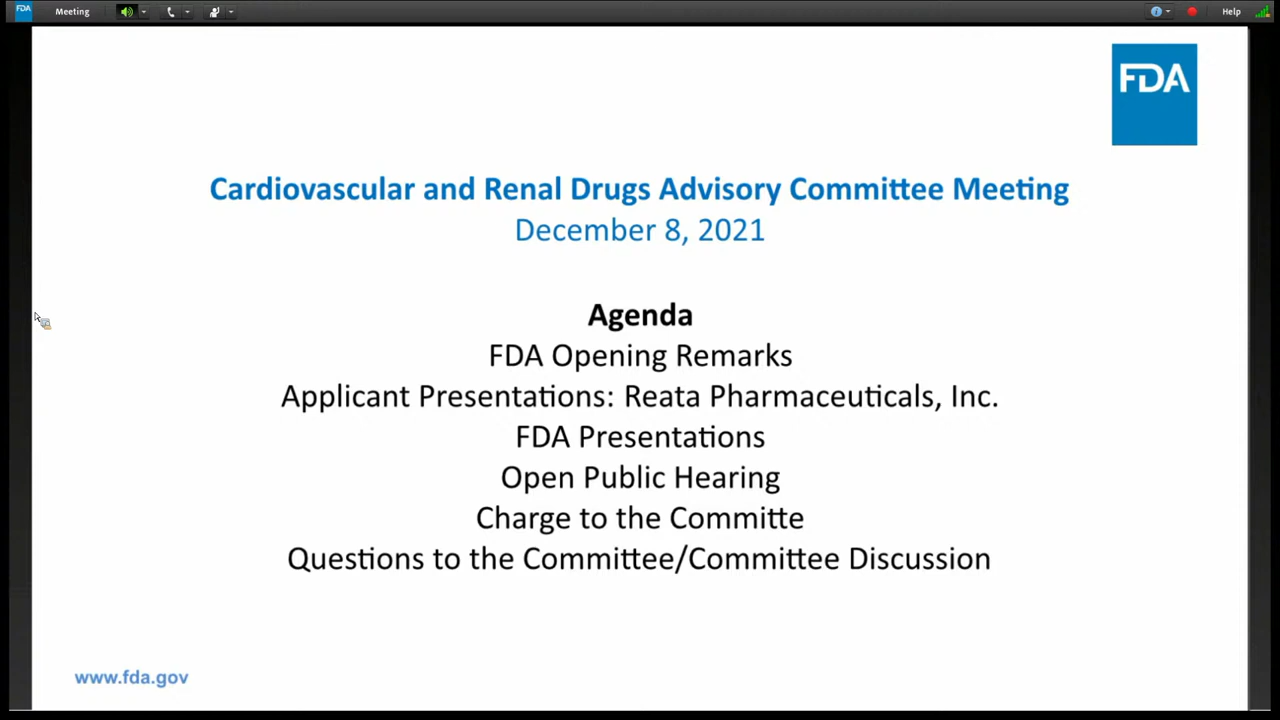 FDA Meeting Help
FDA
Cardiovascular and Renal Drugs Advisory Committee Meeting
December 8, 2021
Agenda
FDA Opening Remarks
Applicant Presentations: Reata Pharmaceuticals, Inc.
FDA Presentations
Open Public Hearing
Charge to the Committe
Questions to the Committee/Committee Discussion
www.fda.gov